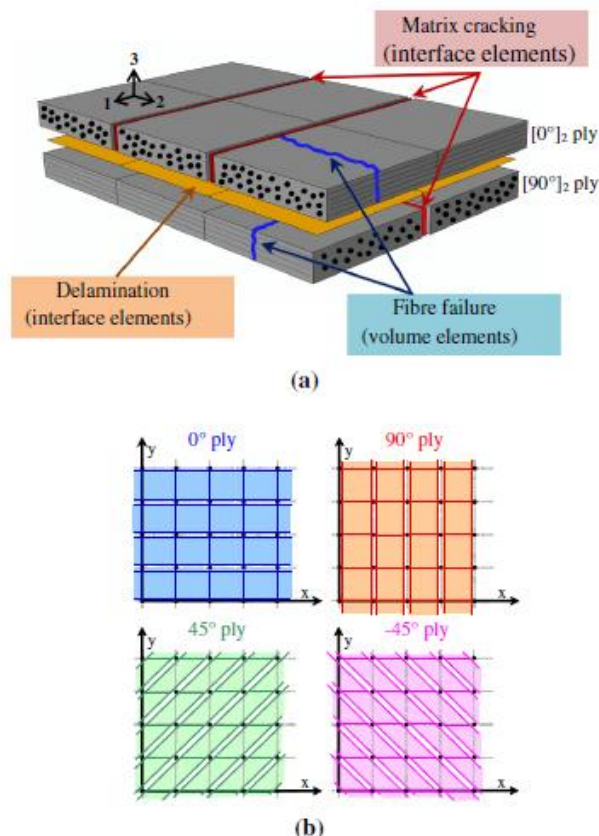 Matrix cracking
(interface elements)
3
1
2
[0°]₂ ply
[90°]₂ ply
Delamination
(interface elements)
Fibre failure
(volume elements)
(a)
0° ply
90° ply
y
y
x
x
45° ply
-45° ply
y
y
x
x
(b)